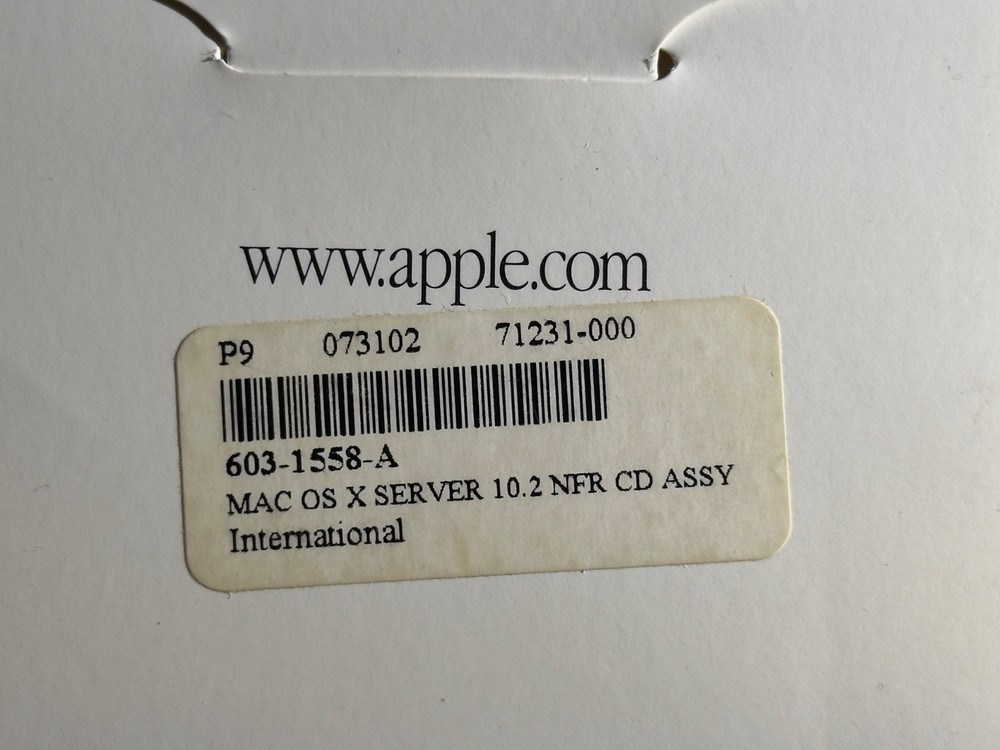 www.apple.com
P9 073102 71231-000
603-1558-A
MAC OS X SERVER 10.2 NFR CD ASSY
International